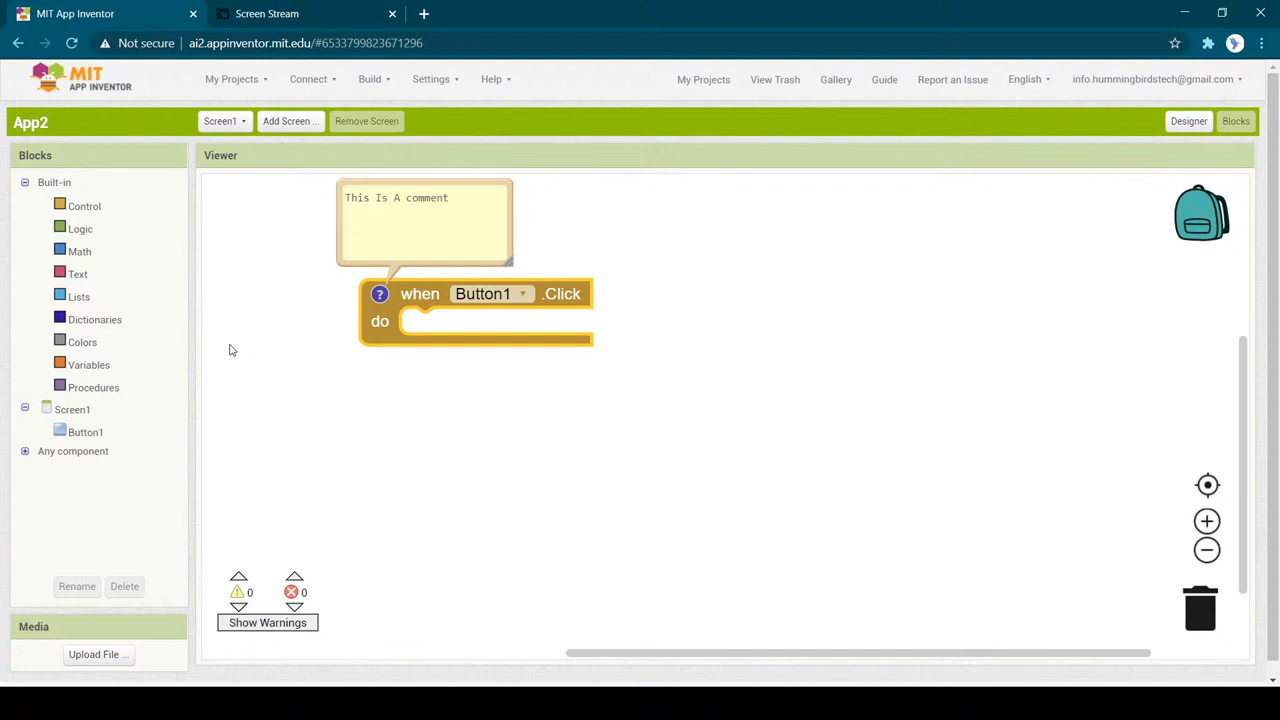 MIT App Inventor
Screen Stream
Not secure
ai2.appinventor.mit.edu/#6533799823671296
MIT
APP INVENTOR
My Projects
Connect
Build
Settings
Help
My Projects
View Trash
Gallery
Guide
Report an Issue
English
info.hummingbirdstech@gmail.com
App2
Screen1
Add Screen ...
Remove Screen
Designer
Blocks
Blocks
Built-in
Control
Logic
Math
Text
Lists
Dictionaries
Colors
Variables
Procedures
Screen1
Button1
Any component
Rename
Delete
Media
Upload File ...
Viewer
This Is A comment
? when Button1 .Click
do
0
0
Show Warnings